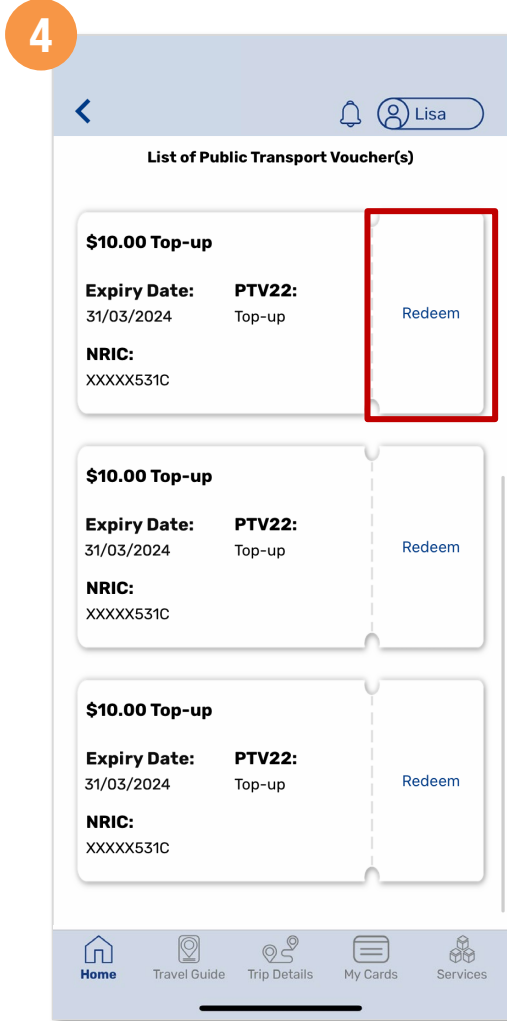 4
Lisa
List of Public Transport Voucher(s)
$10.00 Top-up
Expiry Date: PTV22:
31/03/2024 Top-up
Redeem
NRIC:
XXXXX531C
$10.00 Top-up
Expiry Date: PTV22:
31/03/2024 Top-up
Redeem
NRIC:
XXXXX531C
$10.00 Top-up
Expiry Date: PTV22:
31/03/2024 Top-up
Redeem
NRIC:
XXXXX531C
Home Travel Guide Trip Details My Cards Services